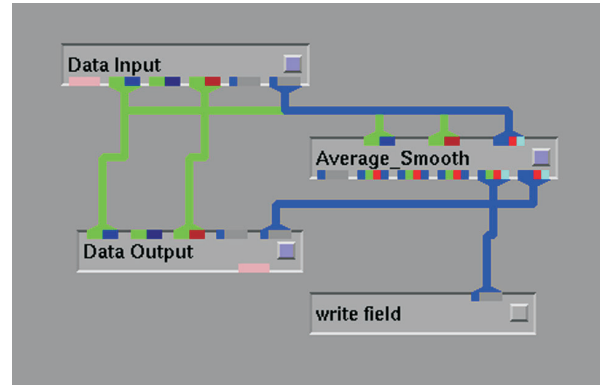 Data Input
Average_Smooth
Data Output
write field